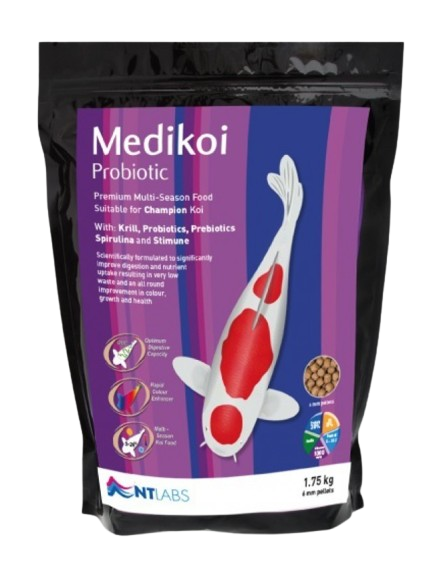 Medikoi
Probiotic
Premium Multi-Season Food
Suitable for Champion Koi
With: Krill, Probiotics, Prebiotics
Spirulina and Stimune
Scientifically formulated to significantly
improve digestion and nutrient
uptake resulting in very low
waste and an all round
improvement in colour,
growth and health
Optimum
Digestive
Capacity
Rapid
Colour
Enhancer
Multi-
Season
Koi Food
6 mm pellets
NTLABS
1.75 kg
6 mm pellets